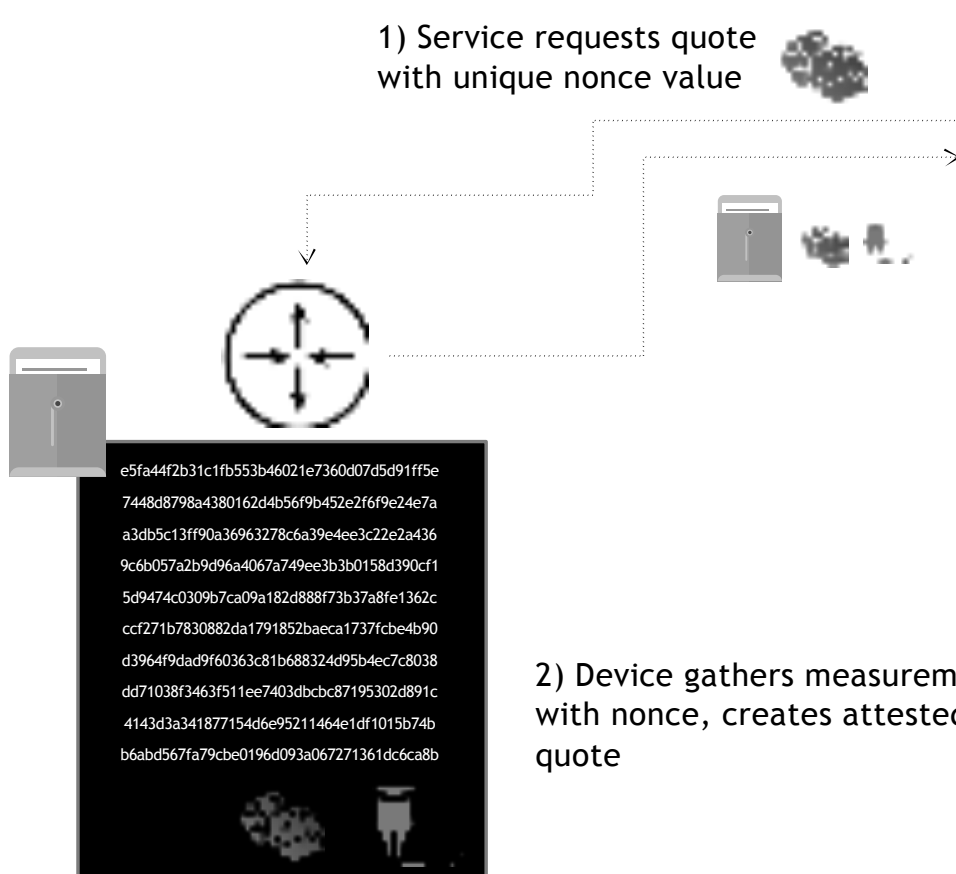 1) Service requests quote
with unique nonce value
e5fa44f2b31c1fb553b46021e7360d07d5d91ff5e
7448d8798a4380162d4b56f9b452e2f6f9e24e7a
a3db5c13ff90a36963278c6a39e4ee3c22e2a436
9c6b057a2b9d96a4067a749ee3b3b0158d390cf1
5d9474c0309b7ca09a182d888f73b37a8fe1362c
ccf271b7830882da1791852baeca1737fcbe4b90
d3964f9dad9f60363c81b688324d95b4ec7c8038
dd71038f3463f511ee7403dbcbc87195302d891c
4143d3a341877154d6e95211464e1df1015b74b
b6abd567fa79cbe0196d093a067271361dc6ca8b
2) Device gathers measurem
with nonce, creates attested
quote